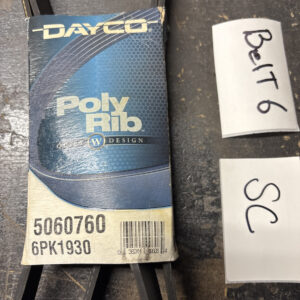 DAYCO
Poly
Rib
W DESIGN
5060760
6PK1930
Belt 6
SC